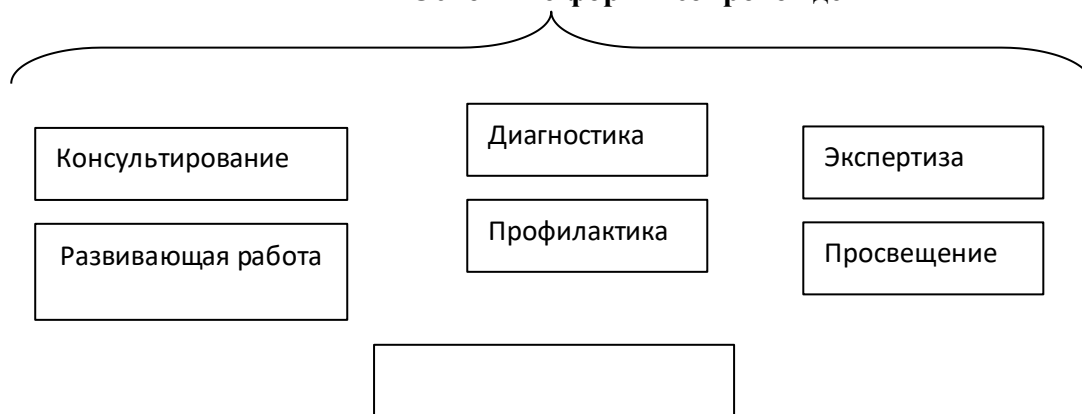 Диагностика
Консультирование
Экспертиза
Профилактика
Развивающая работа
Просвещение